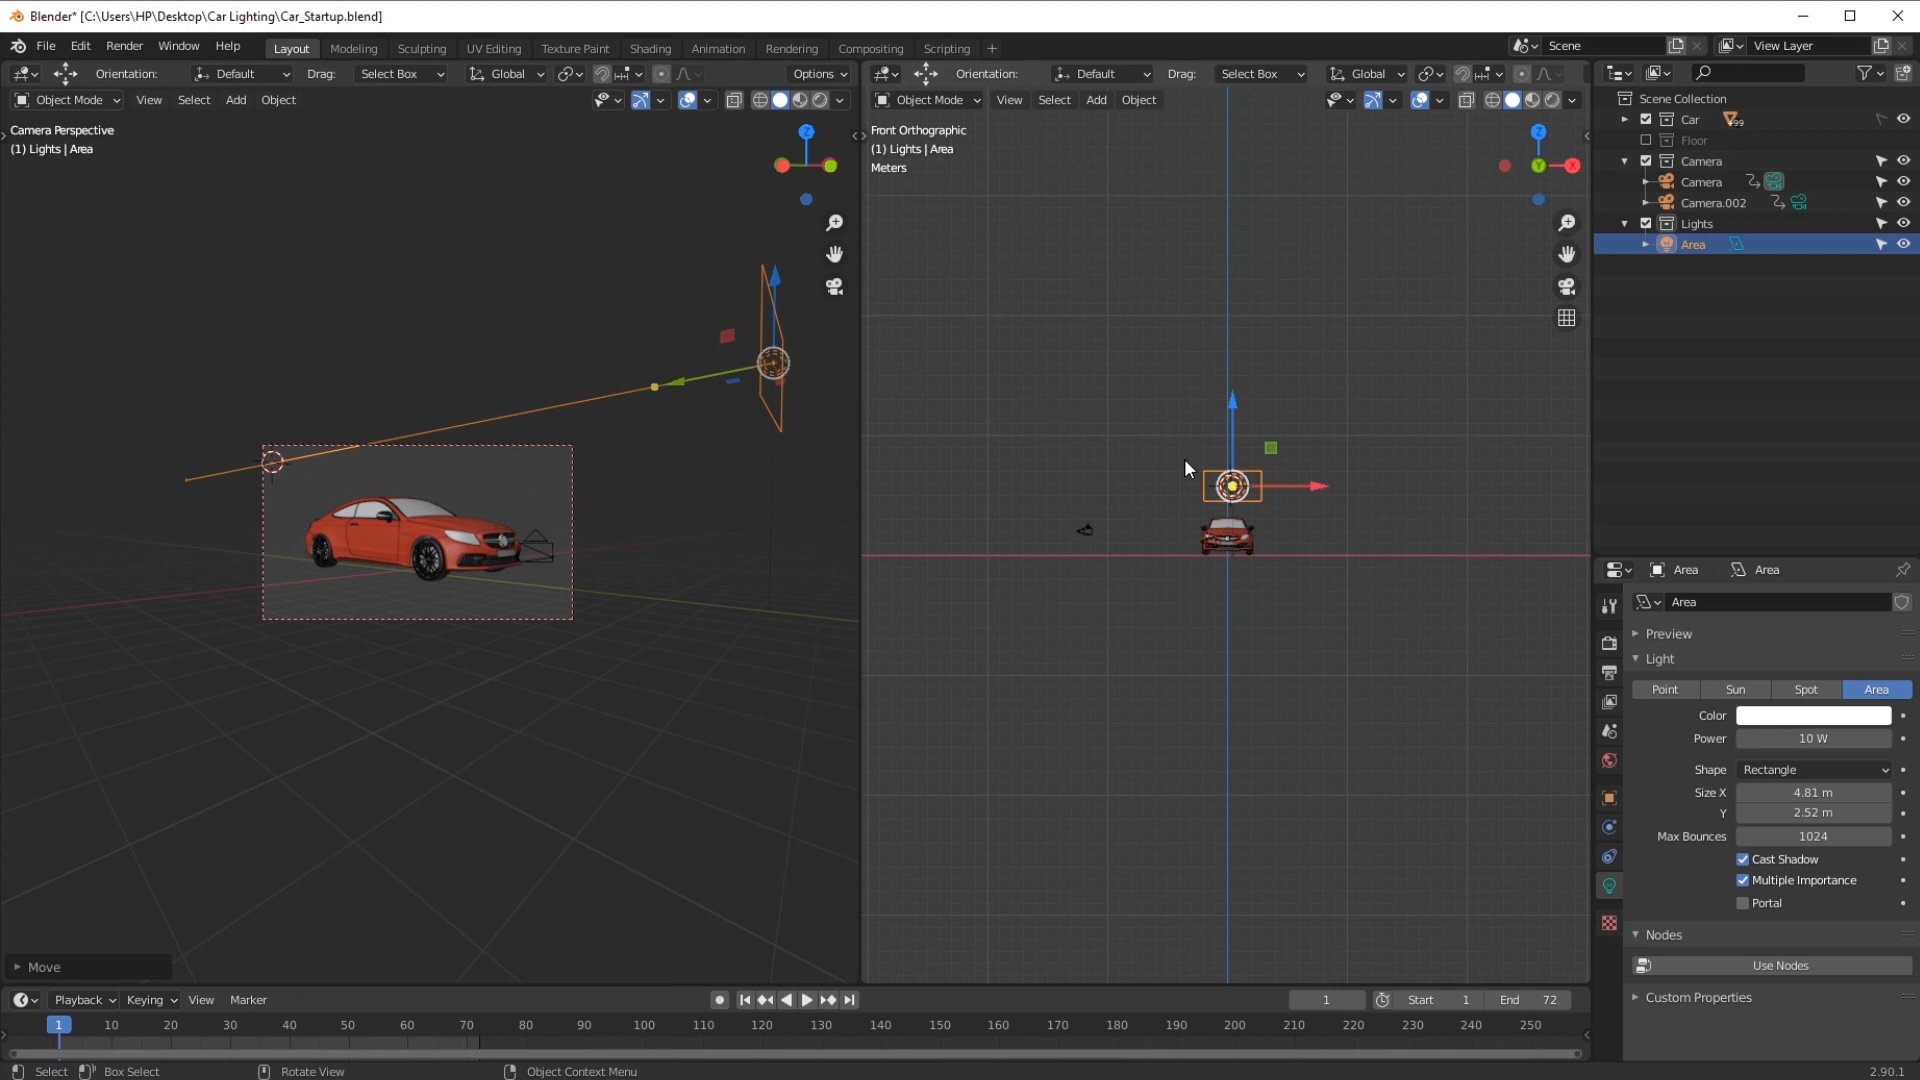 Blender* [C:\Users\HP\Desktop\Car Lighting\Car_Startup.blend]
File Edit Render Window Help Layout Modeling Sculpting UV Editing Texture Paint Shading Animation Rendering Compositing Scripting + Scene View Layer
Orientation: Default Drag: Select Box Global Options
Orientation: Default Drag: Select Box Global
Object Mode View Select Add Object
Object Mode View Select Add Object
Camera Perspective
(1) Lights | Area
Z
Front Orthographic
(1) Lights | Area
Meters
Z
Y
X
Scene Collection
Car 99
Floor
Camera
Camera
Camera.002
Lights
Area
Area Area
Area
Preview
Light
Point Sun Spot Area
Color
Power 10 W
Shape Rectangle
Size X 4.81 m
Y 2.52 m
Max Bounces 1024
Cast Shadow
Multiple Importance
Portal
Nodes
Use Nodes
Custom Properties
Move
Playback Keying View Marker 1 Start 1 End 72
1 10 20 30 40 50 60 70 80 90 100 110 120 130 140 150 160 170 180 190 200 210 220 230 240 250
Select Box Select Rotate View Object Context Menu 2.90.1